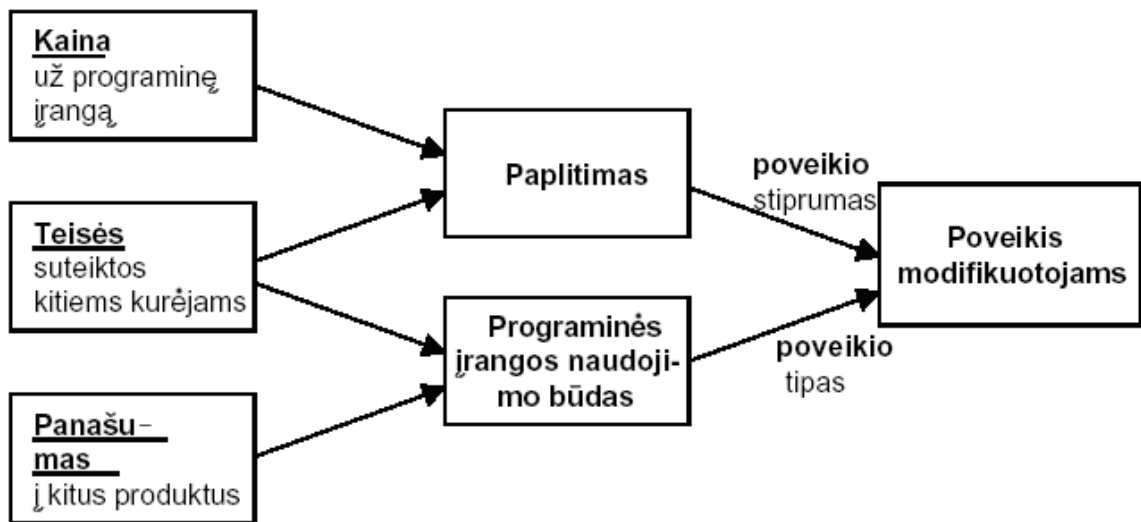 Kaina
už programinę
įrangą
Teisės
suteiktos
kitiems kurėjams
Panašu-
mas
į kitus produktus
Paplitimas
Programinės
įrangos naudoji-
mo būdas
poveikio
stiprumas
poveikio
tipas
Poveikis
modifikuotojams